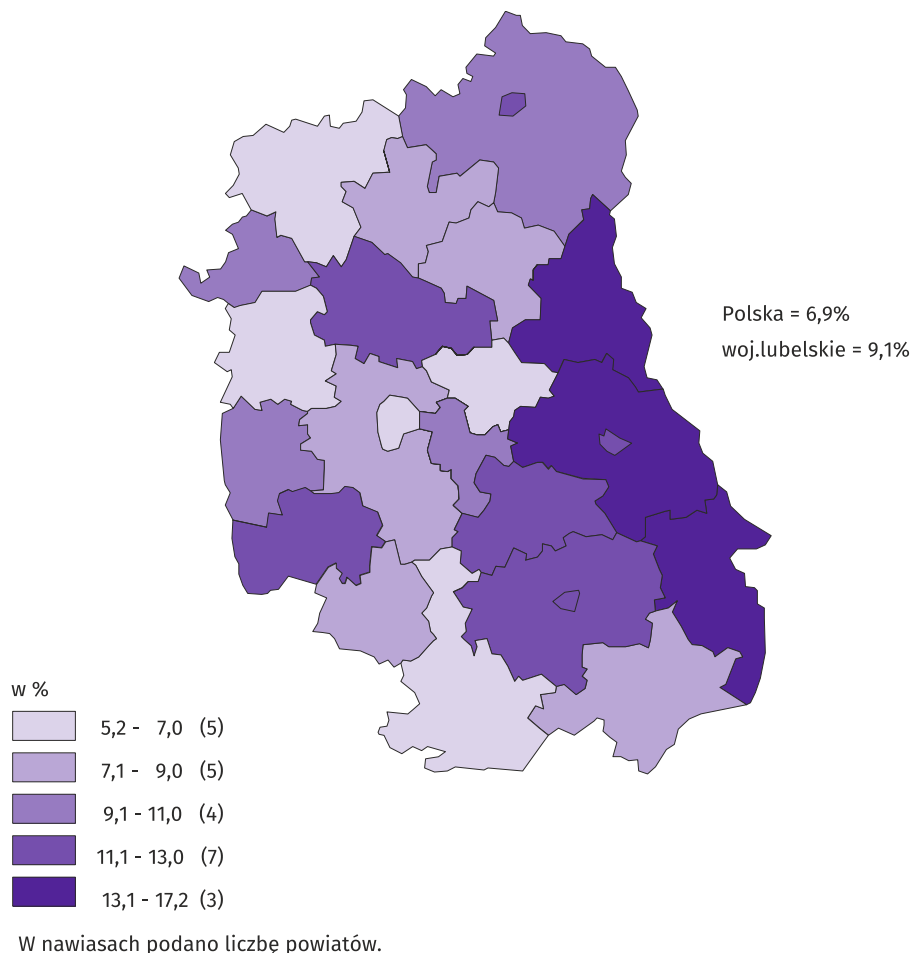 Polska = 6,9%
woj.lubelskie = 9,1%
w %
5,2 - 7,0 (5)
7,1 - 9,0 (5)
9,1 - 11,0 (4)
11,1 - 13,0 (7)
13,1 - 17,2 (3)
W nawiasach podano liczbę powiatów.